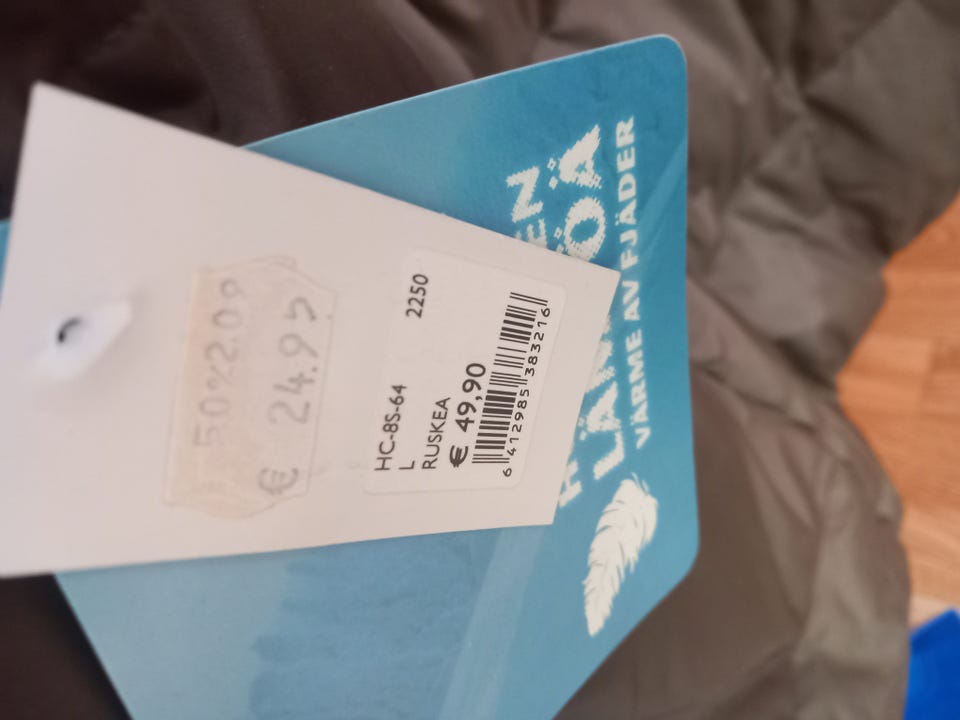 50%2.09
€ 24.95
HC-8S-64
L 2250
RUSKEA
€ 49,90
6 412985 383216
VÄRME AV FJÄDER